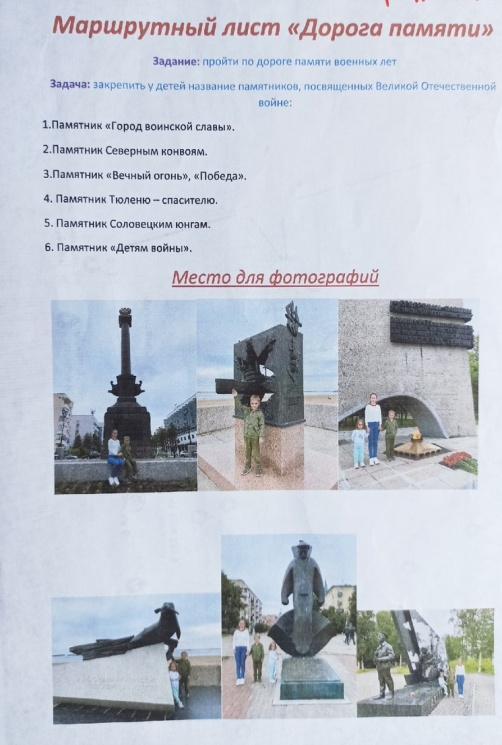 Маршрутный лист «Дорога памяти»
Задание: пройти по дороге памяти военных лет
Задача: закрепить у детей название памятников, посвященных Великой Отечественной
войне:
1.Памятник «Город воинской славы».
2.Памятник Северным конвоям.
3.Памятник «Вечный огонь», «Победа».
4. Памятник Тюленю – спасителю.
5. Памятник Соловецким юнгам.
6. Памятник «Детям войны».
Место для фотографий